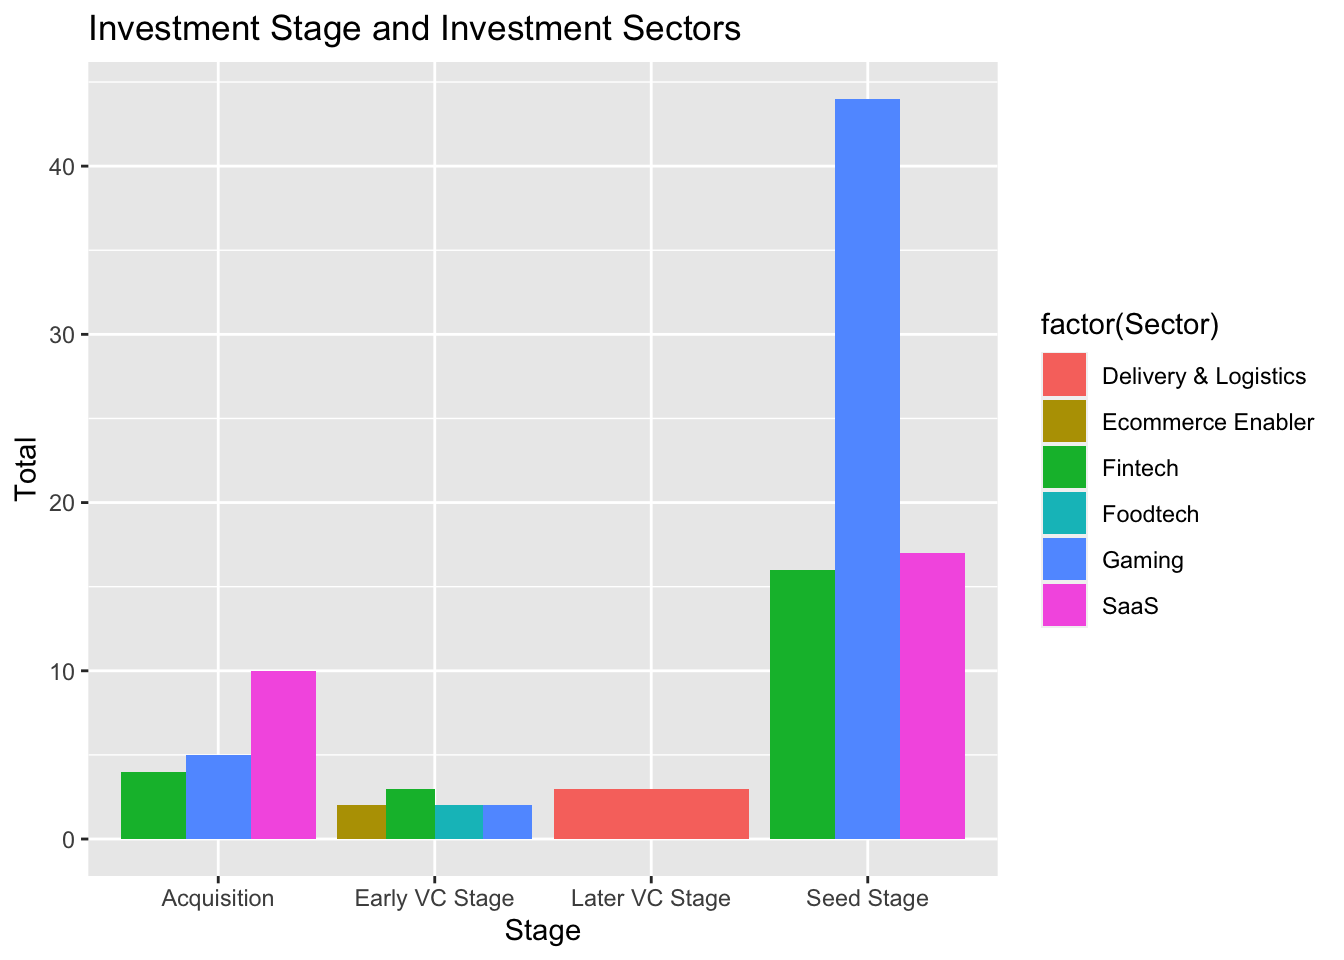 Investment Stage and Investment Sectors
Total
40
30
20
10
0
Acquisition
Early VC Stage
Later VC Stage
Seed Stage
Stage
factor(Sector)
Delivery & Logistics
Ecommerce Enabler
Fintech
Foodtech
Gaming
SaaS